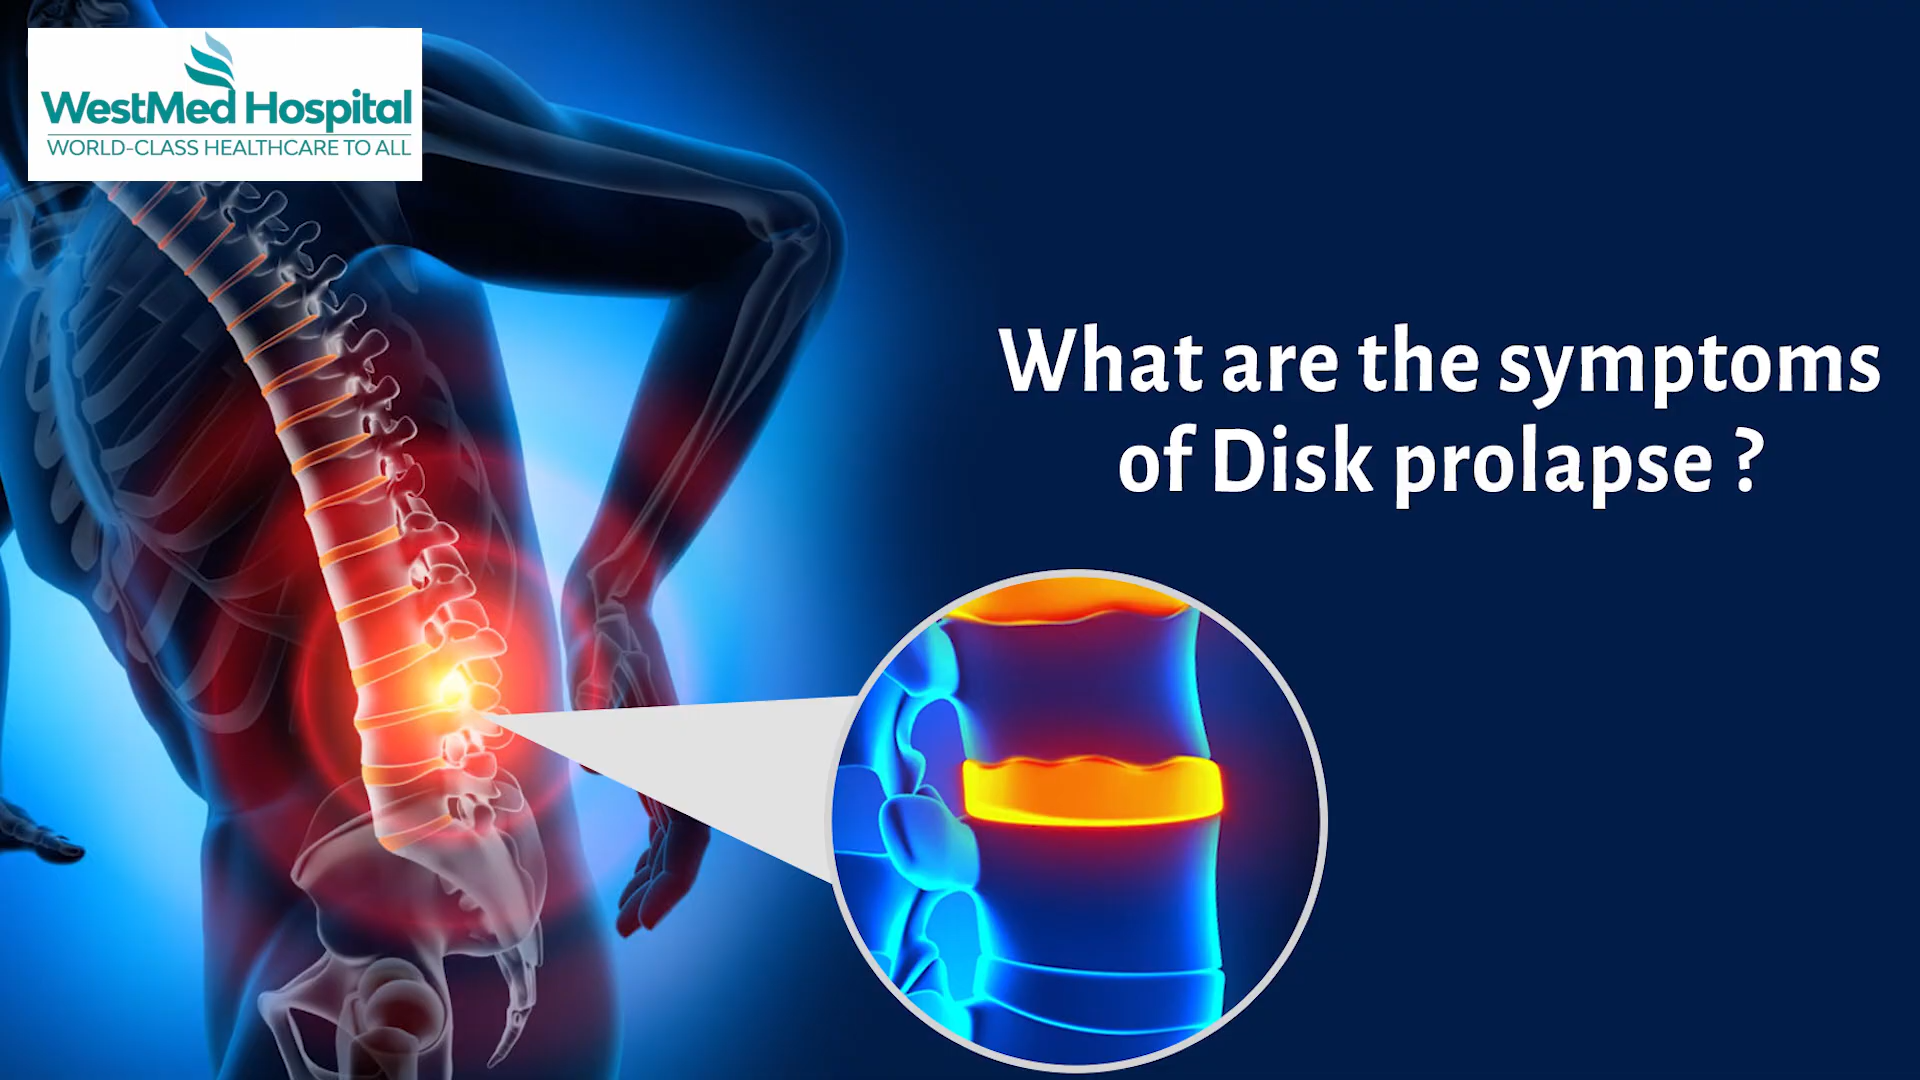 WestMed Hospital
WORLD-CLASS HEALTHCARE TO ALL
What are the symptoms
of Disk prolapse ?